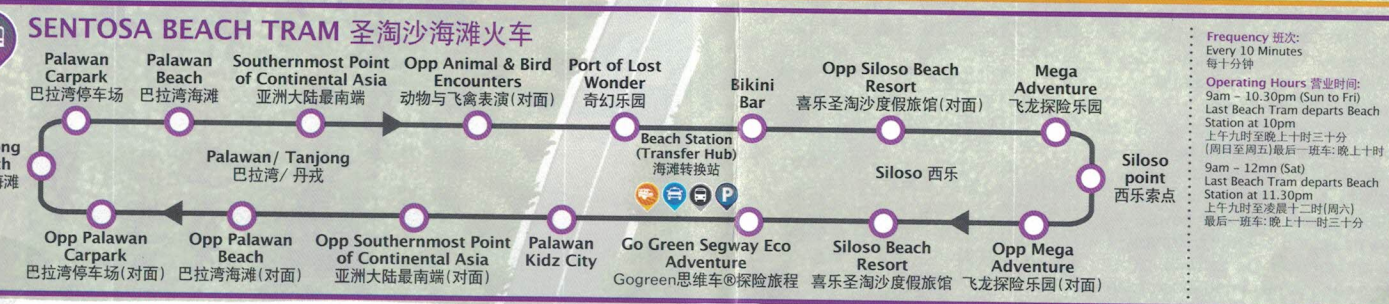 SENTOSA BEACH TRAM 圣淘沙海滩火车
Palawan
Carpark
巴拉湾停车场
Palawan
Beach
巴拉湾海滩
Southernmost Point
of Continental Asia
亚洲大陆最南端
Opp Animal & Bird
Encounters
动物与飞禽表演(对面)
Port of Lost
Wonder
奇幻乐园
Bikini
Bar
Opp Siloso Beach
Resort
喜乐圣淘沙度假旅馆(对面)
Mega
Adventure
飞龙探险乐园
Siloso
point
西乐索点
Palawan/ Tanjong
巴拉湾/ 丹戎
Beach Station
(Transfer Hub)
海滩转换站
P
Siloso 西乐
Opp Palawan
Carpark
巴拉湾停车场(对面)
Opp Palawan
Beach
巴拉湾海滩(对面)
Opp Southernmost Point
of Continental Asia
亚洲大陆最南端(对面)
Palawan
Kidz City
Go Green Segway Eco
Adventure
Gogreen思维车®探险旅程
Siloso Beach
Resort
喜乐圣淘沙度假旅馆
Opp Mega
Adventure
飞龙探险乐园(对面)
Frequency 班次:
Every 10 Minutes
每十分钟
Operating Hours 营业时间:
9am – 10.30pm (Sun to Fri)
Last Beach Tram departs Beach
Station at 10pm
上午九时至晚上十时三十分
(周日至周五)最后一班车: 晚上十时
9am – 12mn (Sat)
Last Beach Tram departs Beach
Station at 11.30pm
上午九时至凌晨十二时(周六)
最后一班车: 晚上十一时三十分